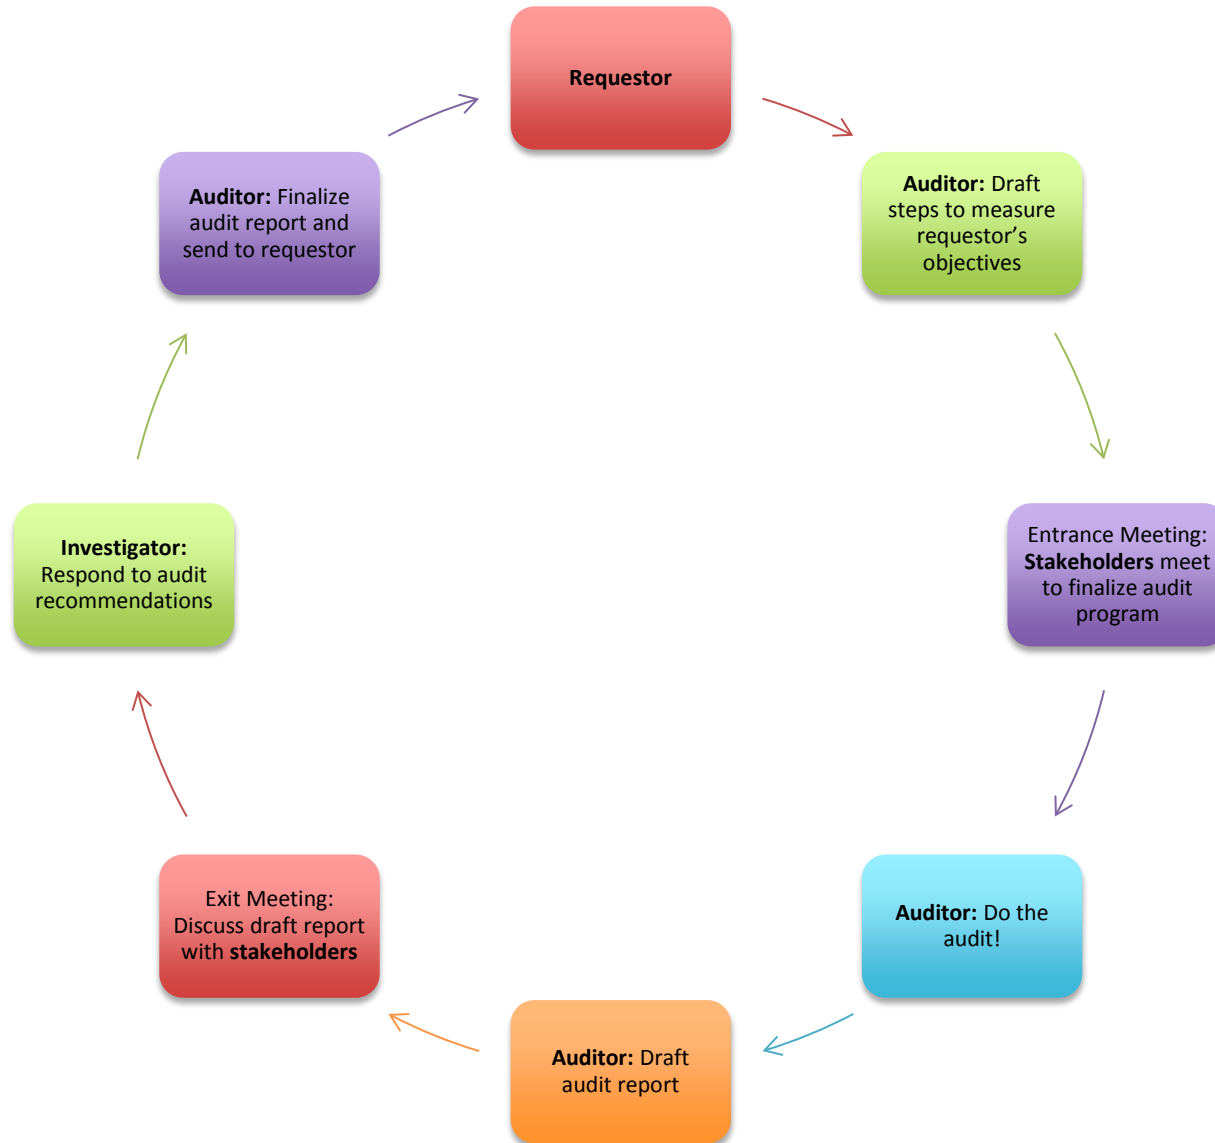 Requestor
Auditor: Draft
steps to measure
requestor’s
objectives
Entrance Meeting:
Stakeholders meet
to finalize audit
program
Auditor: Do the
audit!
Auditor: Draft
audit report
Exit Meeting:
Discuss draft report
with stakeholders
Investigator:
Respond to audit
recommendations
Auditor: Finalize
audit report and
send to requestor